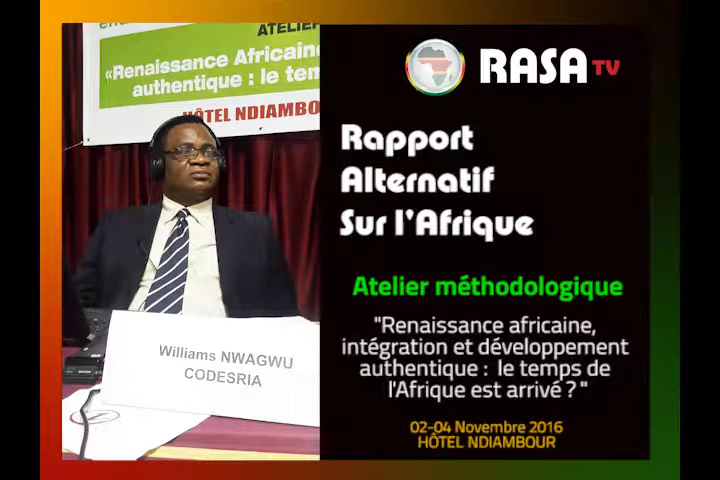 ATELIER
«Renaissance Africaine
authentique : le temp
HÔTEL NDIAMBOU
Williams NWAGWU
CODESRIA
RASA TV
Rapport
Alternatif
Sur l'Afrique
Atelier méthodologique
"Renaissance africaine,
intégration et développement
authentique : le temps de
l'Afrique est arrivé ? "
02-04 Novembre 2016
HÔTEL NDIAMBOUR